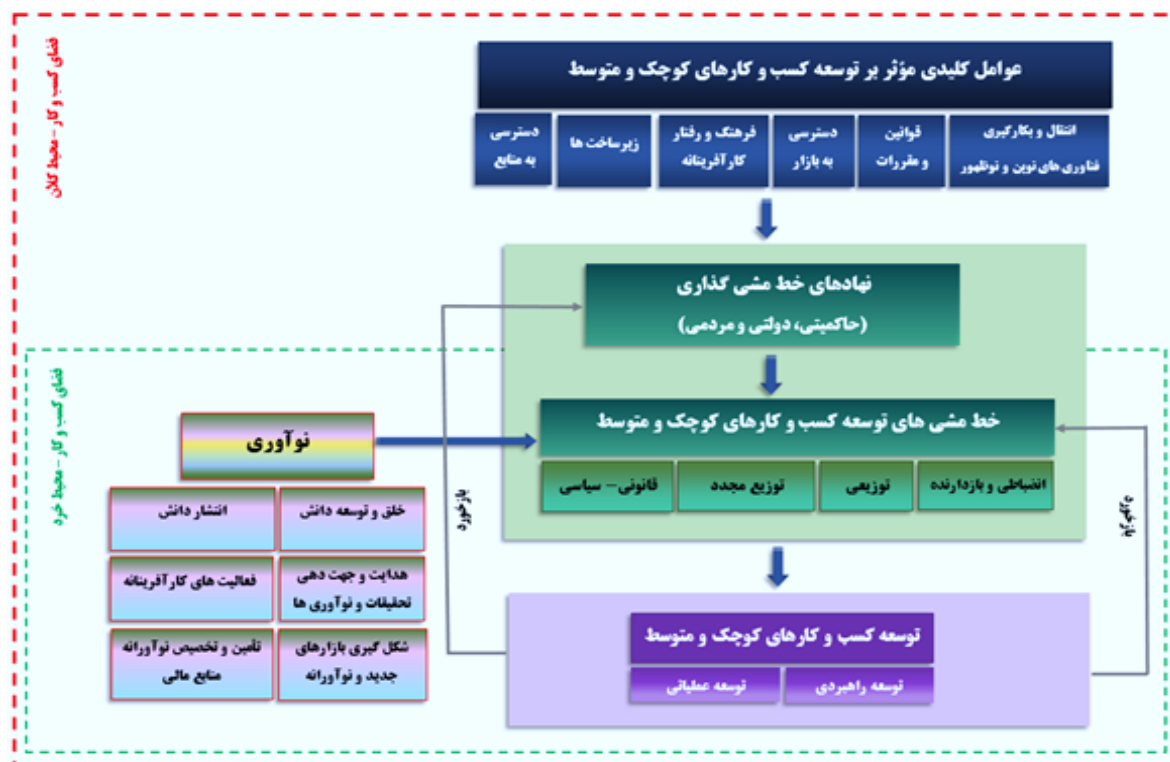 فضای کسب و کار - محیط کلان
عوامل کلیدی مؤثر بر توسعه کسب و کارهای کوچک و متوسط
انتقال و بکارگیری
فناوری های نوین و نوظهور
قوانین
و مقررات
دسترسی
به بازار
فرهنگ و رفتار
کارآفرینانه
زیرساخت ها
دسترسی
به منابع
نهادهای خط مشی گذاری
(حاکمیتی، دولتی و مردمی)
فضای کسب و کار - محیط خرد
خط مشی های توسعه کسب و کارهای کوچک و متوسط
انضباطی و بازدارنده
توزیعی
توزیع مجدد
قانونی- سیاسی
نوآوری
خلق و توسعه دانش
انتشار دانش
هدایت و جهت دهی
تحقیقات و نوآوری ها
فعالیت های کارآفرینانه
شکل گیری بازارهای
جدید و نوآورانه
تأمین و تخصیص نوآورانه
منابع مالی
بازخورد
بازخورد
توسعه کسب و کارهای کوچک و متوسط
توسعه راهبردی
توسعه عملیاتی